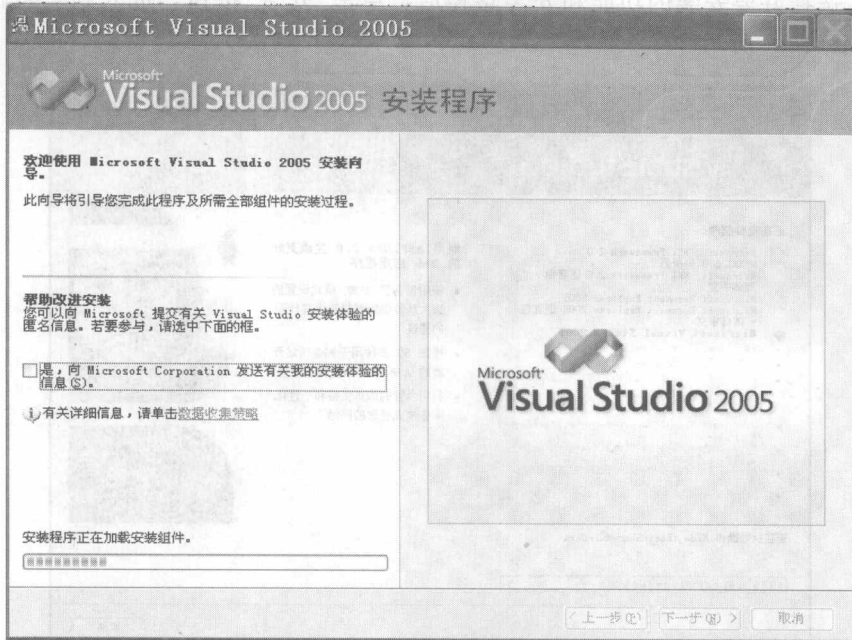 Microsoft Visual Studio 2005
Microsoft
Visual Studio 2005 安装程序
欢迎使用 Microsoft Visual Studio 2005 安装向
导。
此向导将引导您完成此程序及所需全部组件的安装过程。
帮助改进安装
您可以向 Microsoft 提交有关 Visual Studio 安装体验的
匿名信息。若要参与，请选中下面的框。
是，向 Microsoft Corporation 发送有关我的安装体验的
信息(S)。
有关详细信息，请单击数据收集策略
Microsoft
Visual Studio 2005
安装程序正在加载安装组件。
< 上一步(P)
下一步(N) >
取消